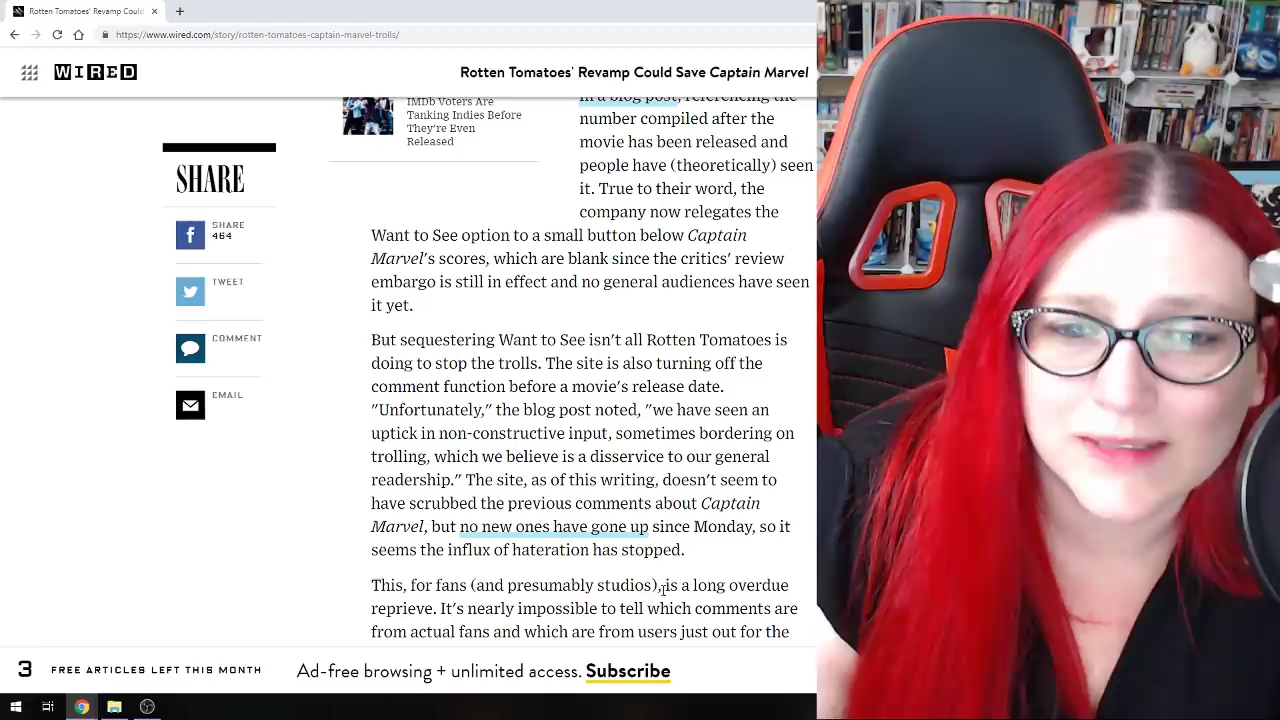 Rotten Tomatoes' Revamp Could
https://www.wired.com/story/rotten-tomatoes-captain-marvel-trolls/
WIRED
Rotten Tomatoes' Revamp Could Save Captain Marvel
IMDb Voters Are
Tanking Indies Before
They're Even
Released
in a blog post, referencing the
number compiled after the
movie has been released and
people have (theoretically) seen
it. True to their word, the
company now relegates the
Want to See option to a small button below Captain
Marvel's scores, which are blank since the critics' review
embargo is still in effect and no general audiences have seen
it yet.
But sequestering Want to See isn't all Rotten Tomatoes is
doing to stop the trolls. The site is also turning off the
comment function before a movie's release date.
"Unfortunately," the blog post noted, "we have seen an
uptick in non-constructive input, sometimes bordering on
trolling, which we believe is a disservice to our general
readership." The site, as of this writing, doesn't seem to
have scrubbed the previous comments about Captain
Marvel, but no new ones have gone up since Monday, so it
seems the influx of hateration has stopped.
This, for fans (and presumably studios), is a long overdue
reprieve. It's nearly impossible to tell which comments are
from actual fans and which are from users just out for the
SHARE
SHARE
464
TWEET
COMMENT
EMAIL
3 FREE ARTICLES LEFT THIS MONTH
Ad-free browsing + unlimited access. Subscribe